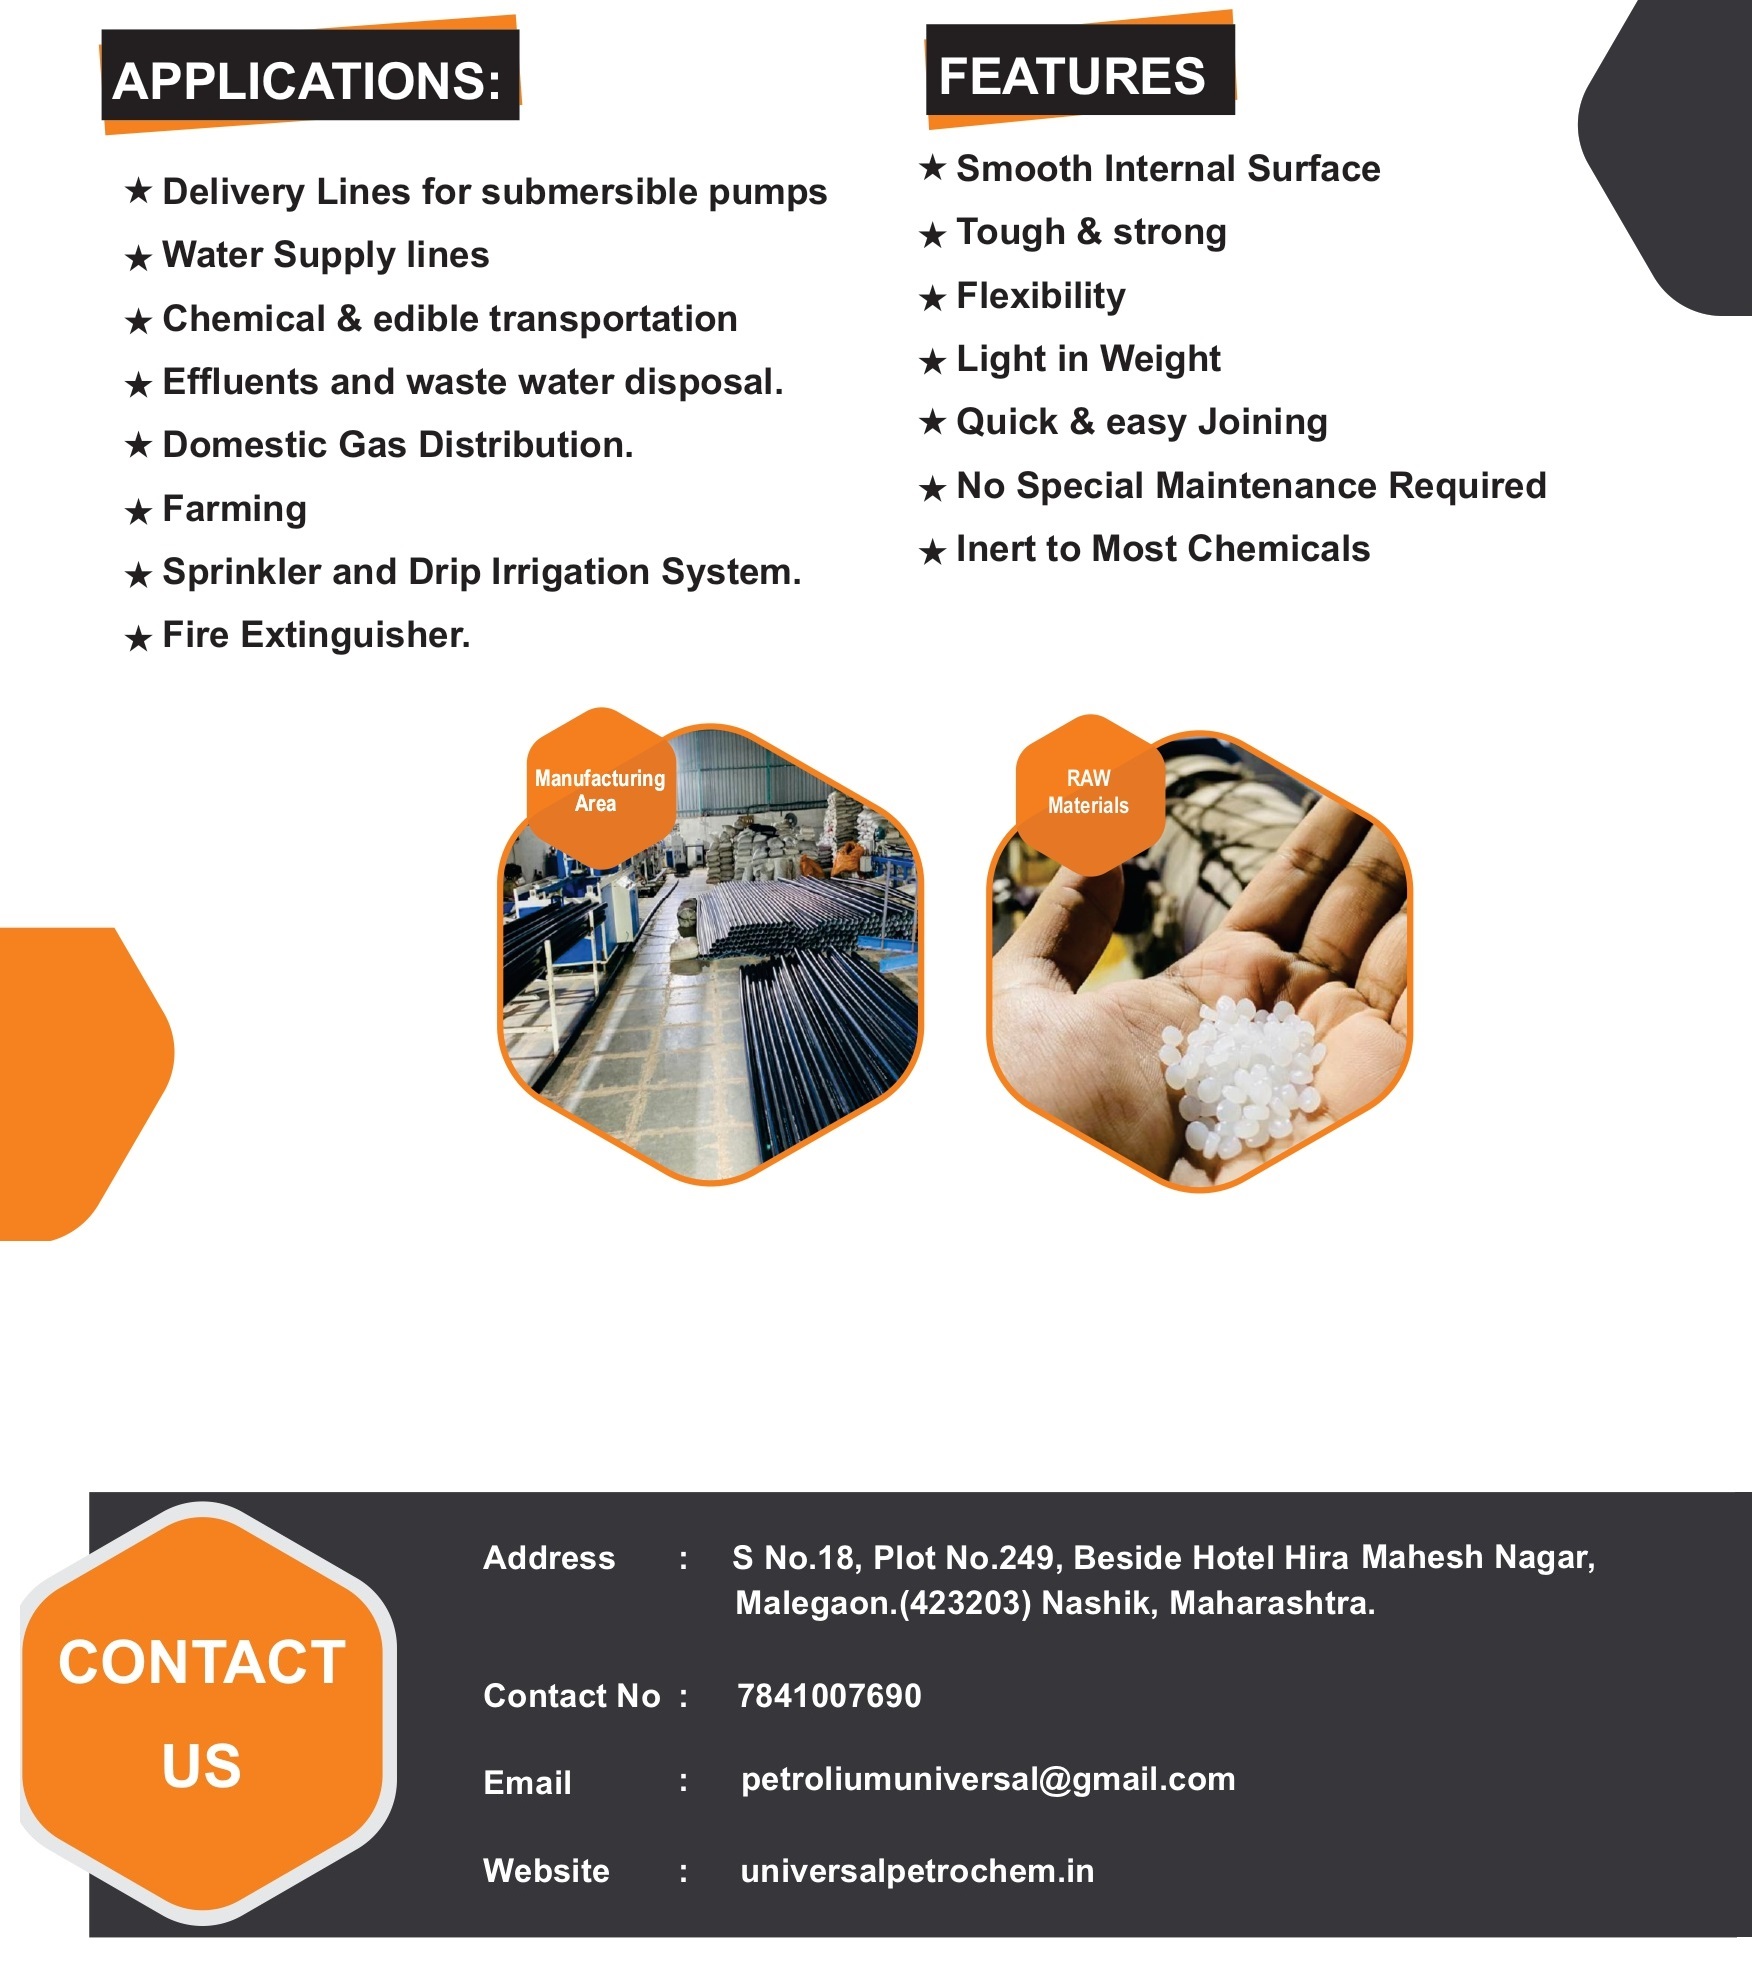 APPLICATIONS:
★ Delivery Lines for submersible pumps
★ Water Supply lines
★ Chemical & edible transportation
★ Effluents and waste water disposal.
★ Domestic Gas Distribution.
★ Farming
★ Sprinkler and Drip Irrigation System.
★ Fire Extinguisher.
FEATURES
★ Smooth Internal Surface
★ Tough & strong
★ Flexibility
★ Light in Weight
★ Quick & easy Joining
★ No Special Maintenance Required
★ Inert to Most Chemicals
Manufacturing
Area
RAW
Materials
CONTACT
US
Address : S No.18, Plot No.249, Beside Hotel Hira Mahesh Nagar,
Malegaon.(423203) Nashik, Maharashtra.
Contact No : 7841007690
Email : petroliumuniversal@gmail.com
Website : universalpetrochem.in